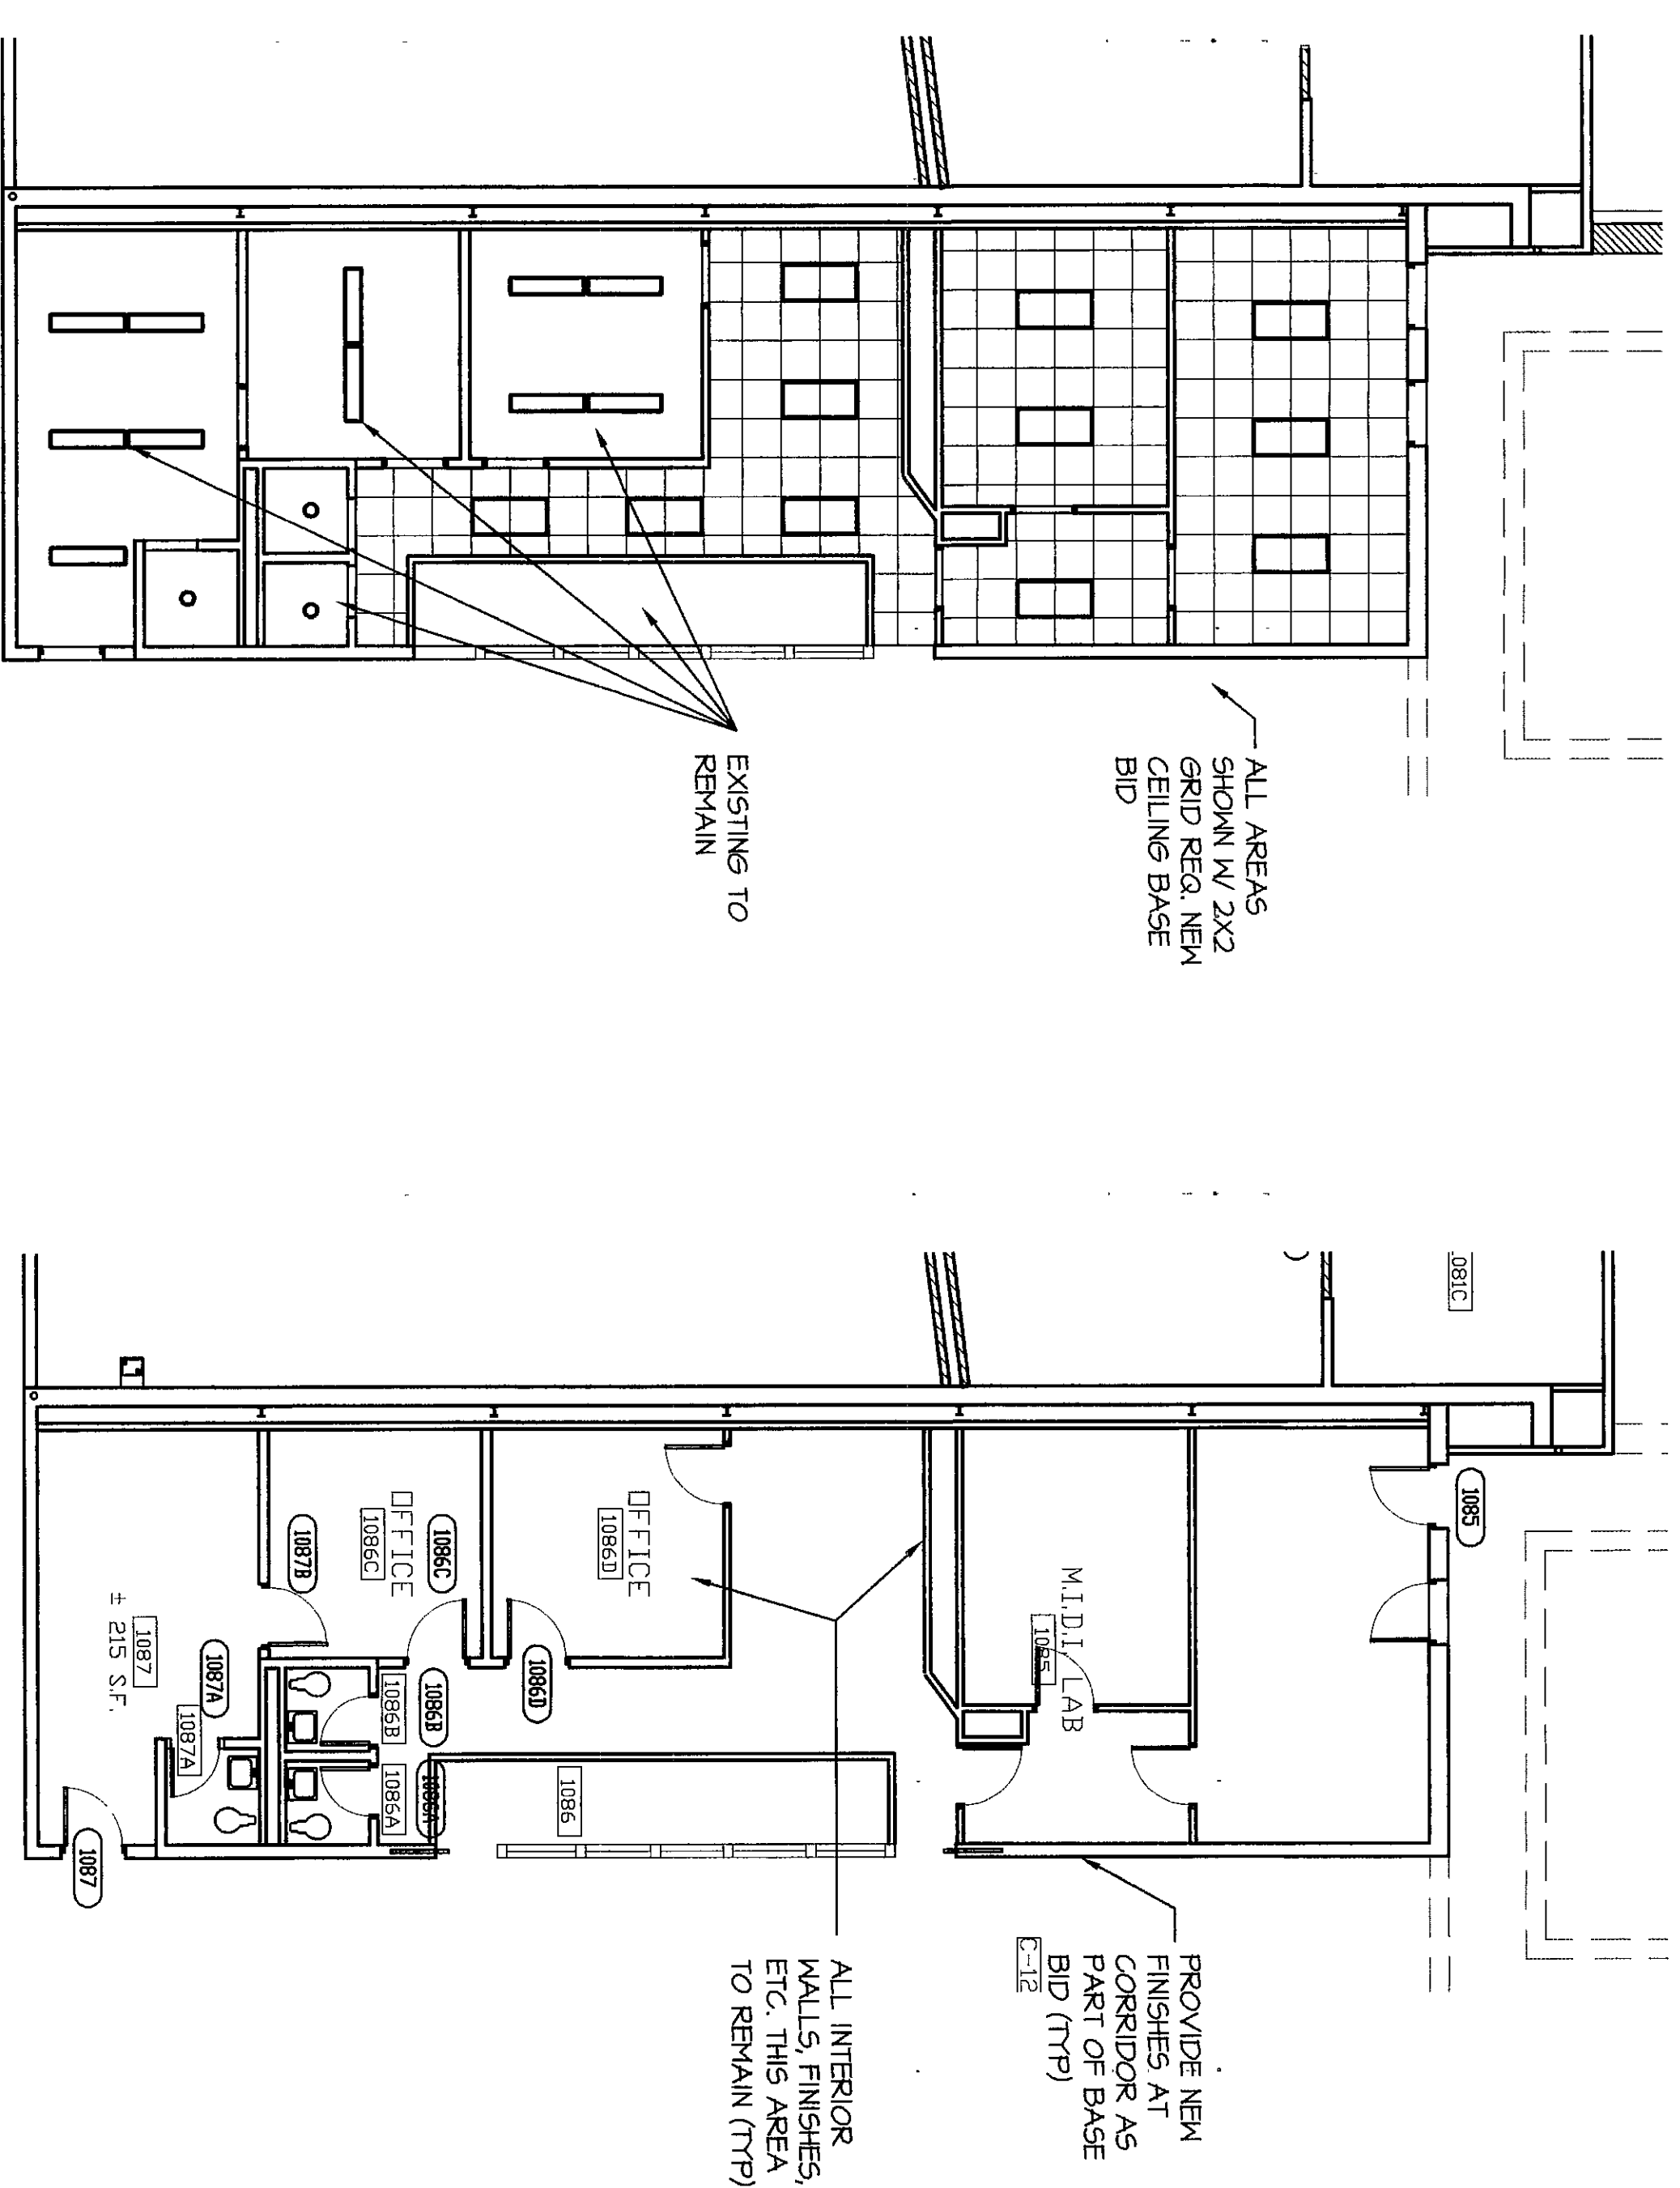 ALL AREAS
SHOWN W/ 2X2
GRID REQ. NEW
CEILING BASE
BID
EXISTING TO
REMAIN
.081C
1085
M.I.D.I. LAB
1085
OFFICE
1086D
1086D
OFFICE
1086C
1086C
1087B
1086B
1086B
1086A
1086A
1086
1087A
1087A
1087
± 215 S.F.
1087
PROVIDE NEW
FINISHES AT
CORRIDOR AS
PART OF BASE
BID (TYP)
C-12
ALL INTERIOR
WALLS, FINISHES,
ETC. THIS AREA
TO REMAIN (TYP)